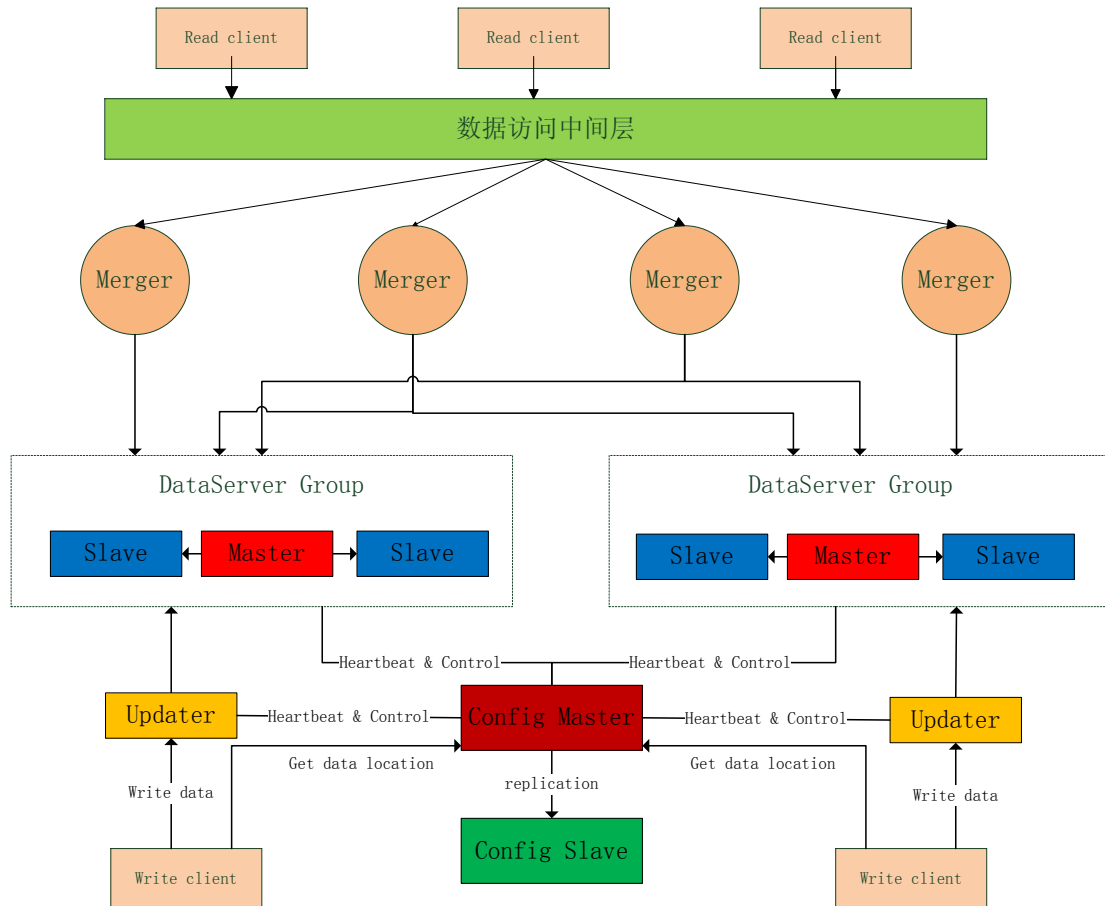 Read client
Read client
Read client
数据访问中间层
Merger
Merger
Merger
Merger
DataServer Group
DataServer Group
Slave
Master
Slave
Slave
Master
Slave
Heartbeat & Control
Heartbeat & Control
Updater
Heartbeat & Control
Config Master
Heartbeat & Control
Updater
Get data location
Get data location
Write data
replication
Write data
Config Slave
Write client
Write client